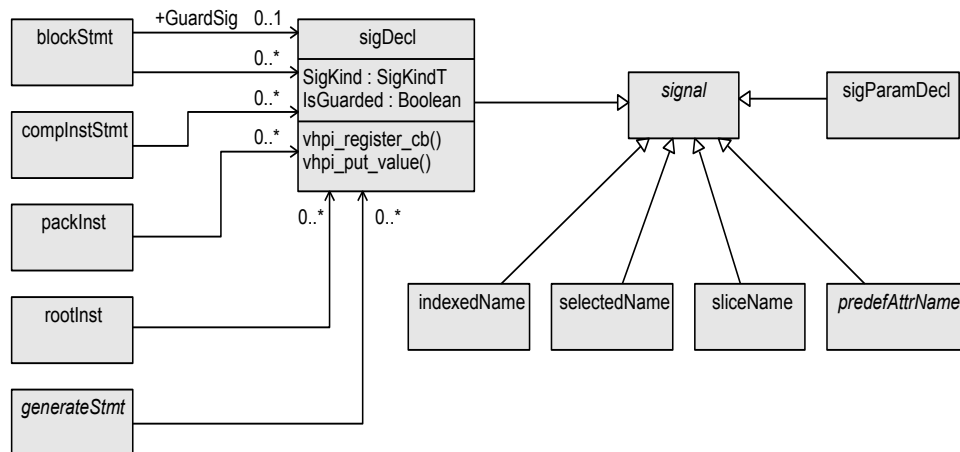 +GuardSig 0..1
blockStmt
sigDecl
0..*
SigKind : SigKindT
IsGuarded : Boolean
signal
sigParamDecl
0..*
compInstStmt
0..*
vhpi_register_cb()
vhpi_put_value()
packInst
0..* 0..*
indexedName selectedName sliceName predefAttrName
rootInst
generateStmt